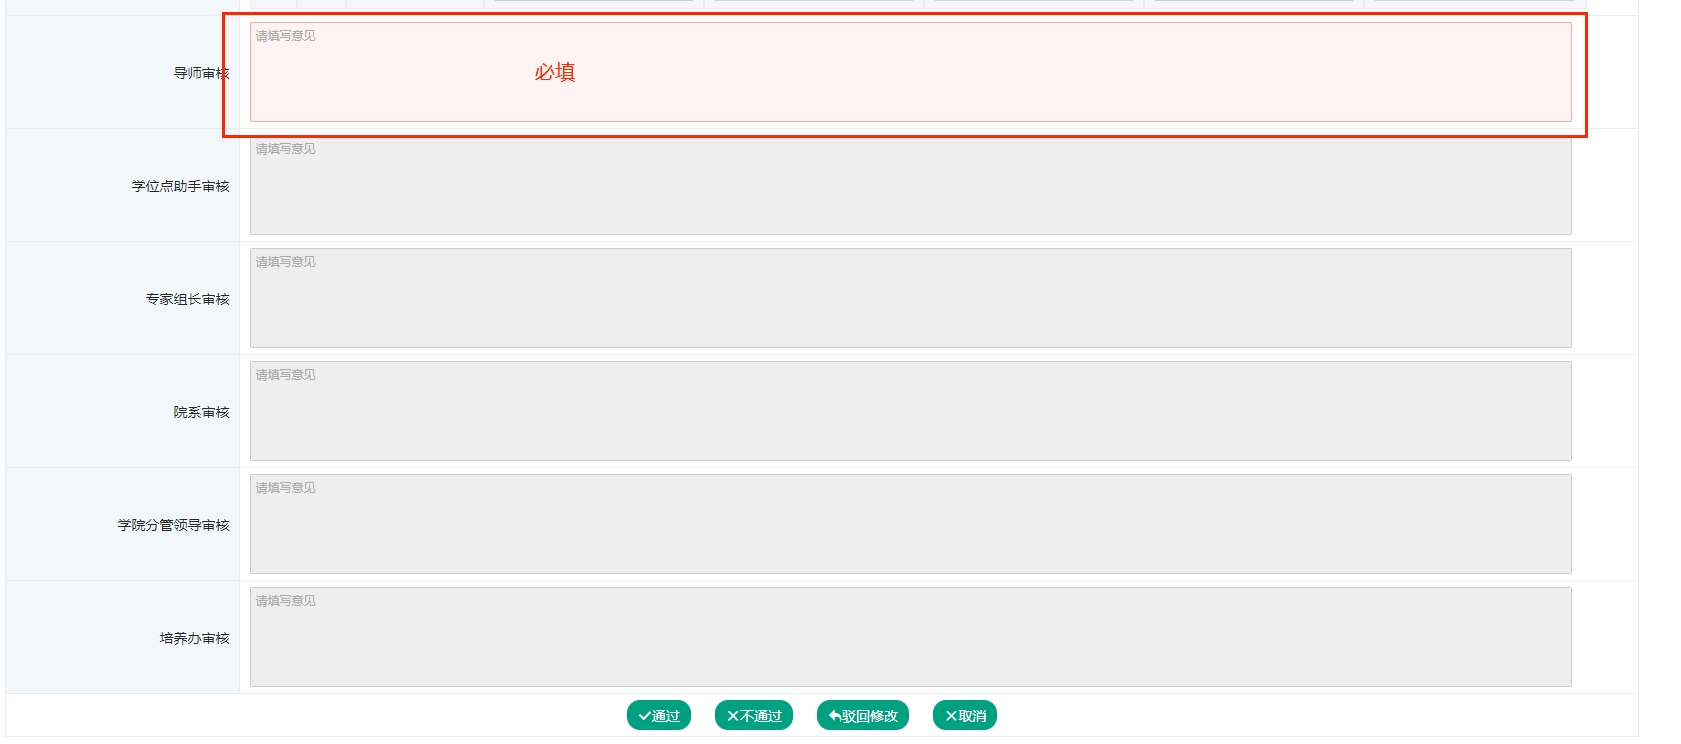 请填写意见
必填
导师审核
请填写意见
学位点助手审核
请填写意见
专家组长审核
请填写意见
院系审核
请填写意见
学院分管领导审核
请填写意见
培养办审核
通过 不通过 驳回修改 取消